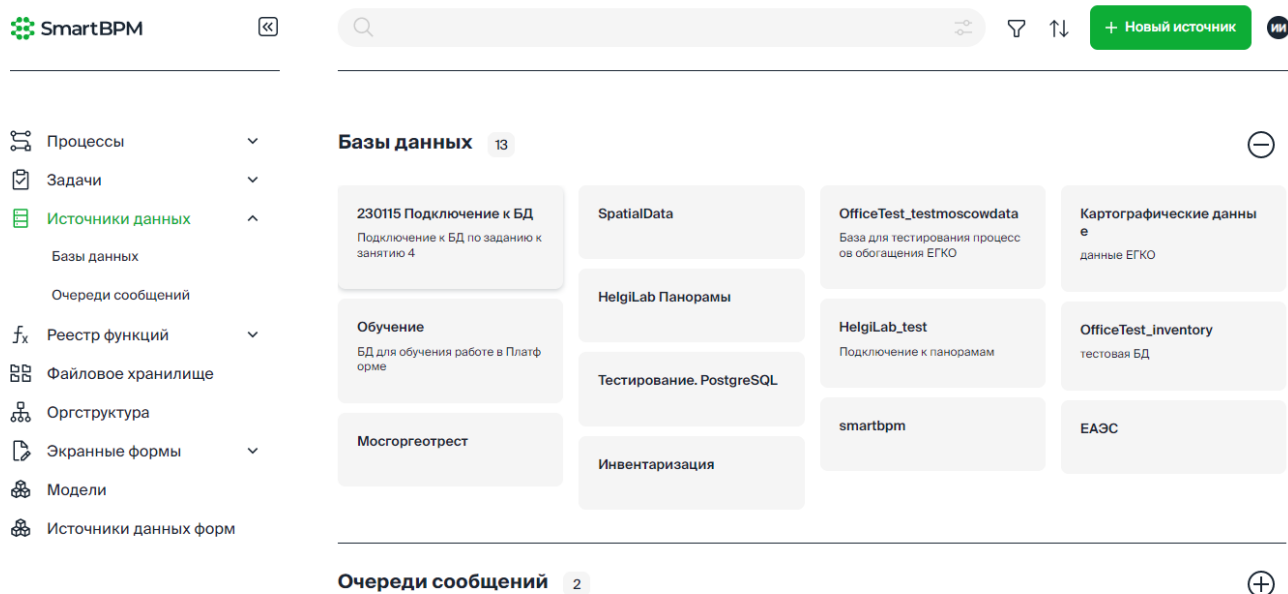 SmartBPM
+ Новый источник
ИИ
Процессы
Задачи
Источники данных
Базы данных
Очереди сообщений
Реестр функций
Файловое хранилище
Оргструктура
Экранные формы
Модели
Источники данных форм
Базы данных 13
230115 Подключение к БД
Подключение к БД по заданию к
занятию 4
Обучение
БД для обучения работе в Платф
орме
Мосгоргеотрест
SpatialData
HelgiLab Панорамы
Тестирование. PostgreSQL
Инвентаризация
OfficeTest_testmoscowdata
База для тестирования процесс
ов обогащения ЕГКО
HelgiLab_test
Подключение к панорамам
smartbpm
Картографические данны
е
данные ЕГКО
OfficeTest_inventory
тестовая БД
ЕАЭС
Очереди сообщений 2